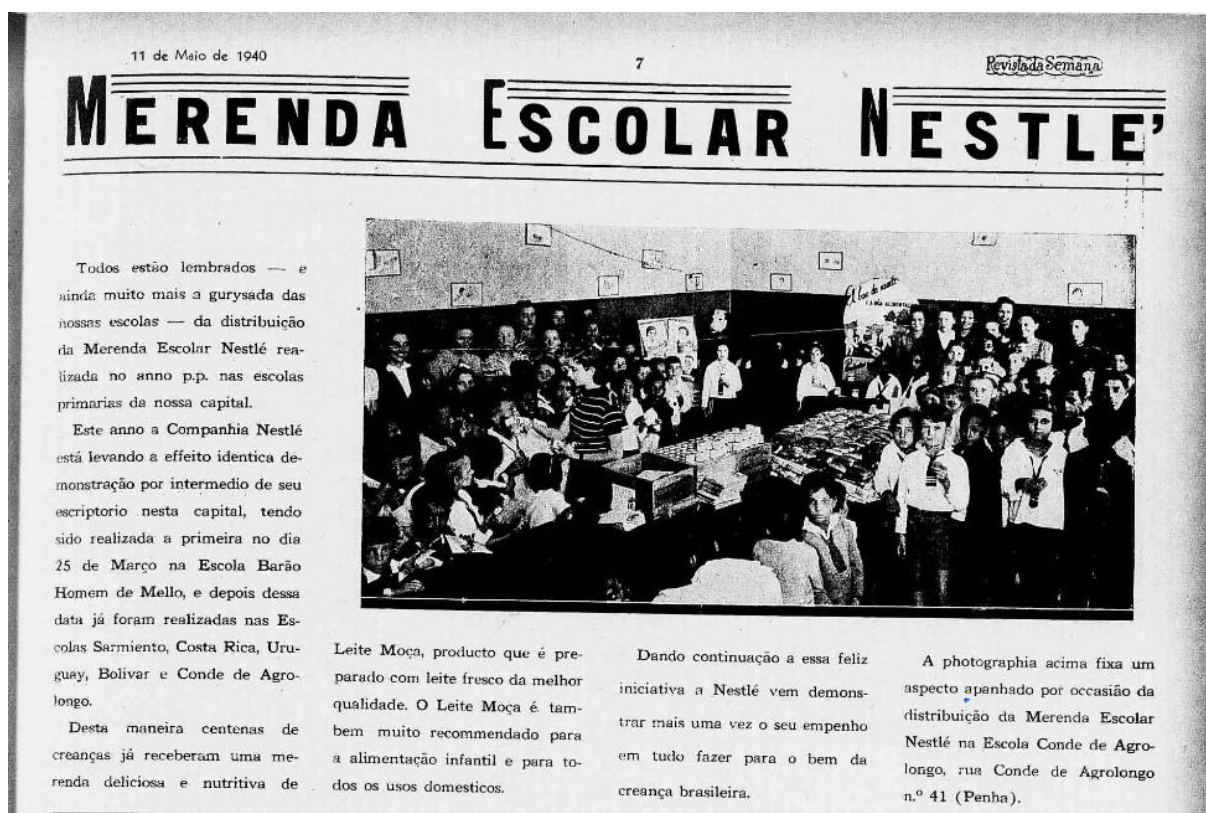 11 de Maio de 1940
7
Revista da Semana
MERENDA ESCOLAR NESTLE'
Todos estão lembrados — e
ainda muito mais a gurysada das
nossas escolas — da distribuição
da Merenda Escolar Nestlé rea-
lizada no anno p.p. nas escolas
primarias da nossa capital.
Este anno a Companhia Nestlé
está levando a effeito identica de-
monstração por intermedio de seu
escriptorio nesta capital, tendo
sido realizada a primeira no dia
25 de Março na Escola Barão
Homem de Mello, e depois dessa
data já foram realizadas nas Es-
colas Sarmiento, Costa Rica, Uru-
guay, Bolivar e Conde de Agro-
longo.
Desta maneira centenas de
creanças já receberam uma me-
renda deliciosa e nutritiva de
Leite Moça, producto que é pre-
parado com leite fresco da melhor
qualidade. O Leite Moça é tam-
bem muito recommendado para
a alimentação infantil e para to-
dos os usos domesticos.
Dando continuação a essa feliz
iniciativa a Nestlé vem demons-
trar mais uma vez o seu empenho
em tudo fazer para o bem da
creança brasileira.
A photographia acima fixa um
aspecto apanhado por occasião da
distribuição da Merenda Escolar
Nestlé na Escola Conde de Agro-
longo, rua Conde de Agrolongo
n.º 41 (Penha).